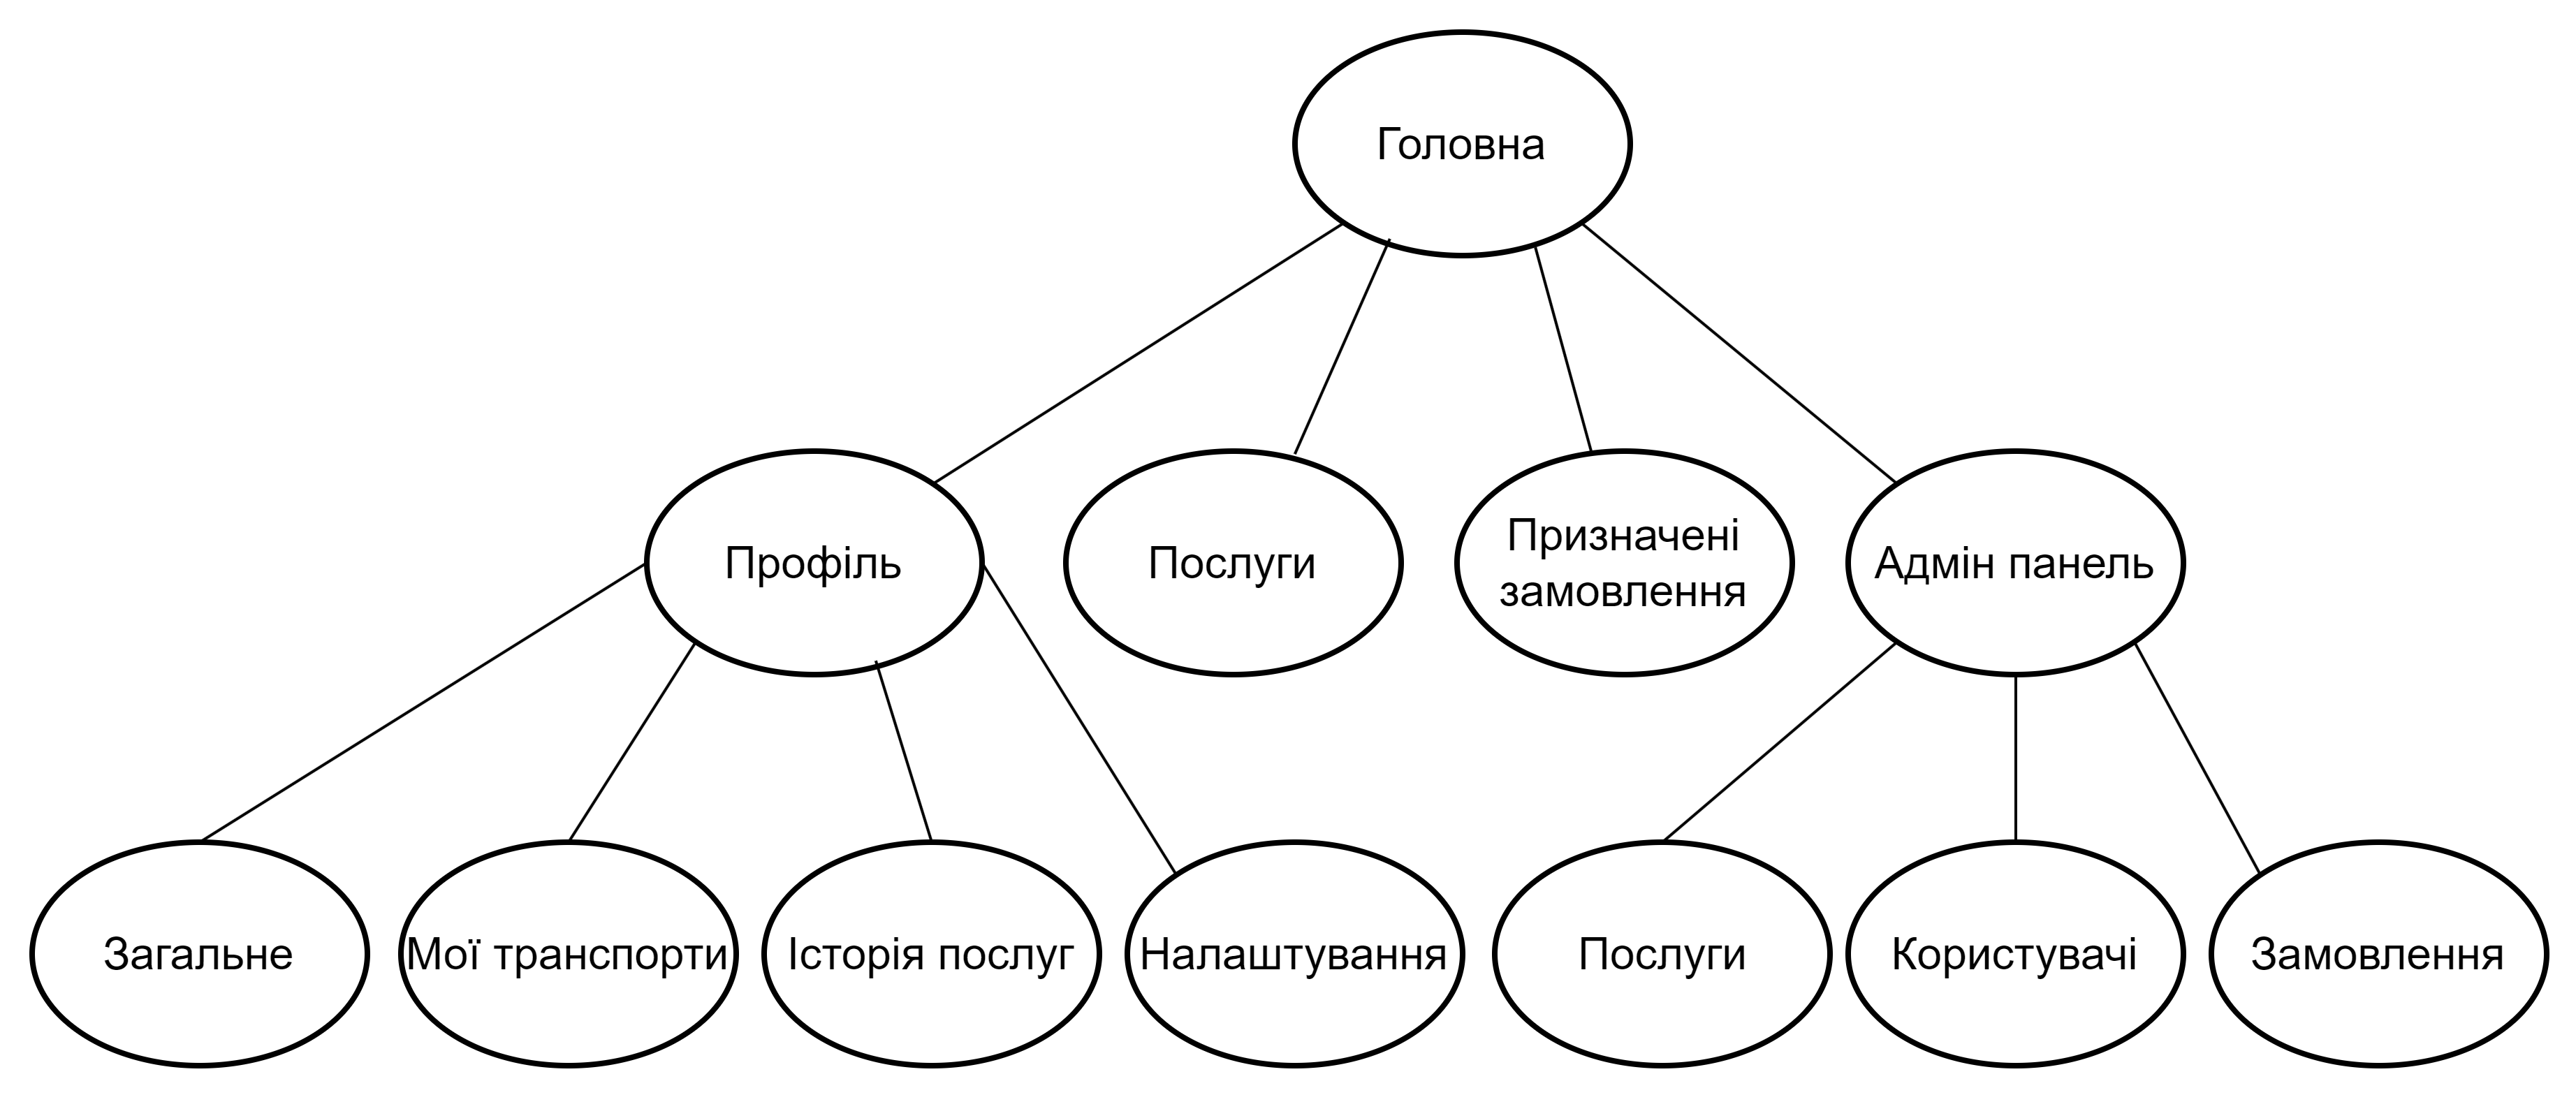 Головна
Профіль
Послуги
Призначені
замовлення
Адмін панель
Загальне
Мої транспорти
Історія послуг
Налаштування
Послуги
Користувачі
Замовлення